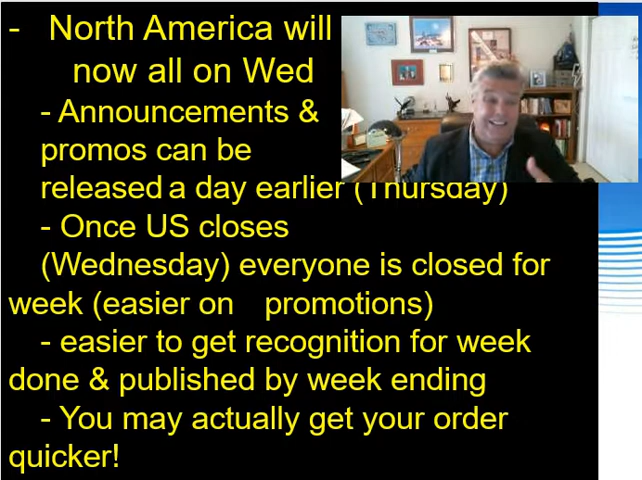 - North America will
now all on Wed
- Announcements &
promos can be
released a day earlier (Thursday)
- Once US closes
(Wednesday) everyone is closed for
week (easier on promotions)
- easier to get recognition for week
done & published by week ending
- You may actually get your order
quicker!